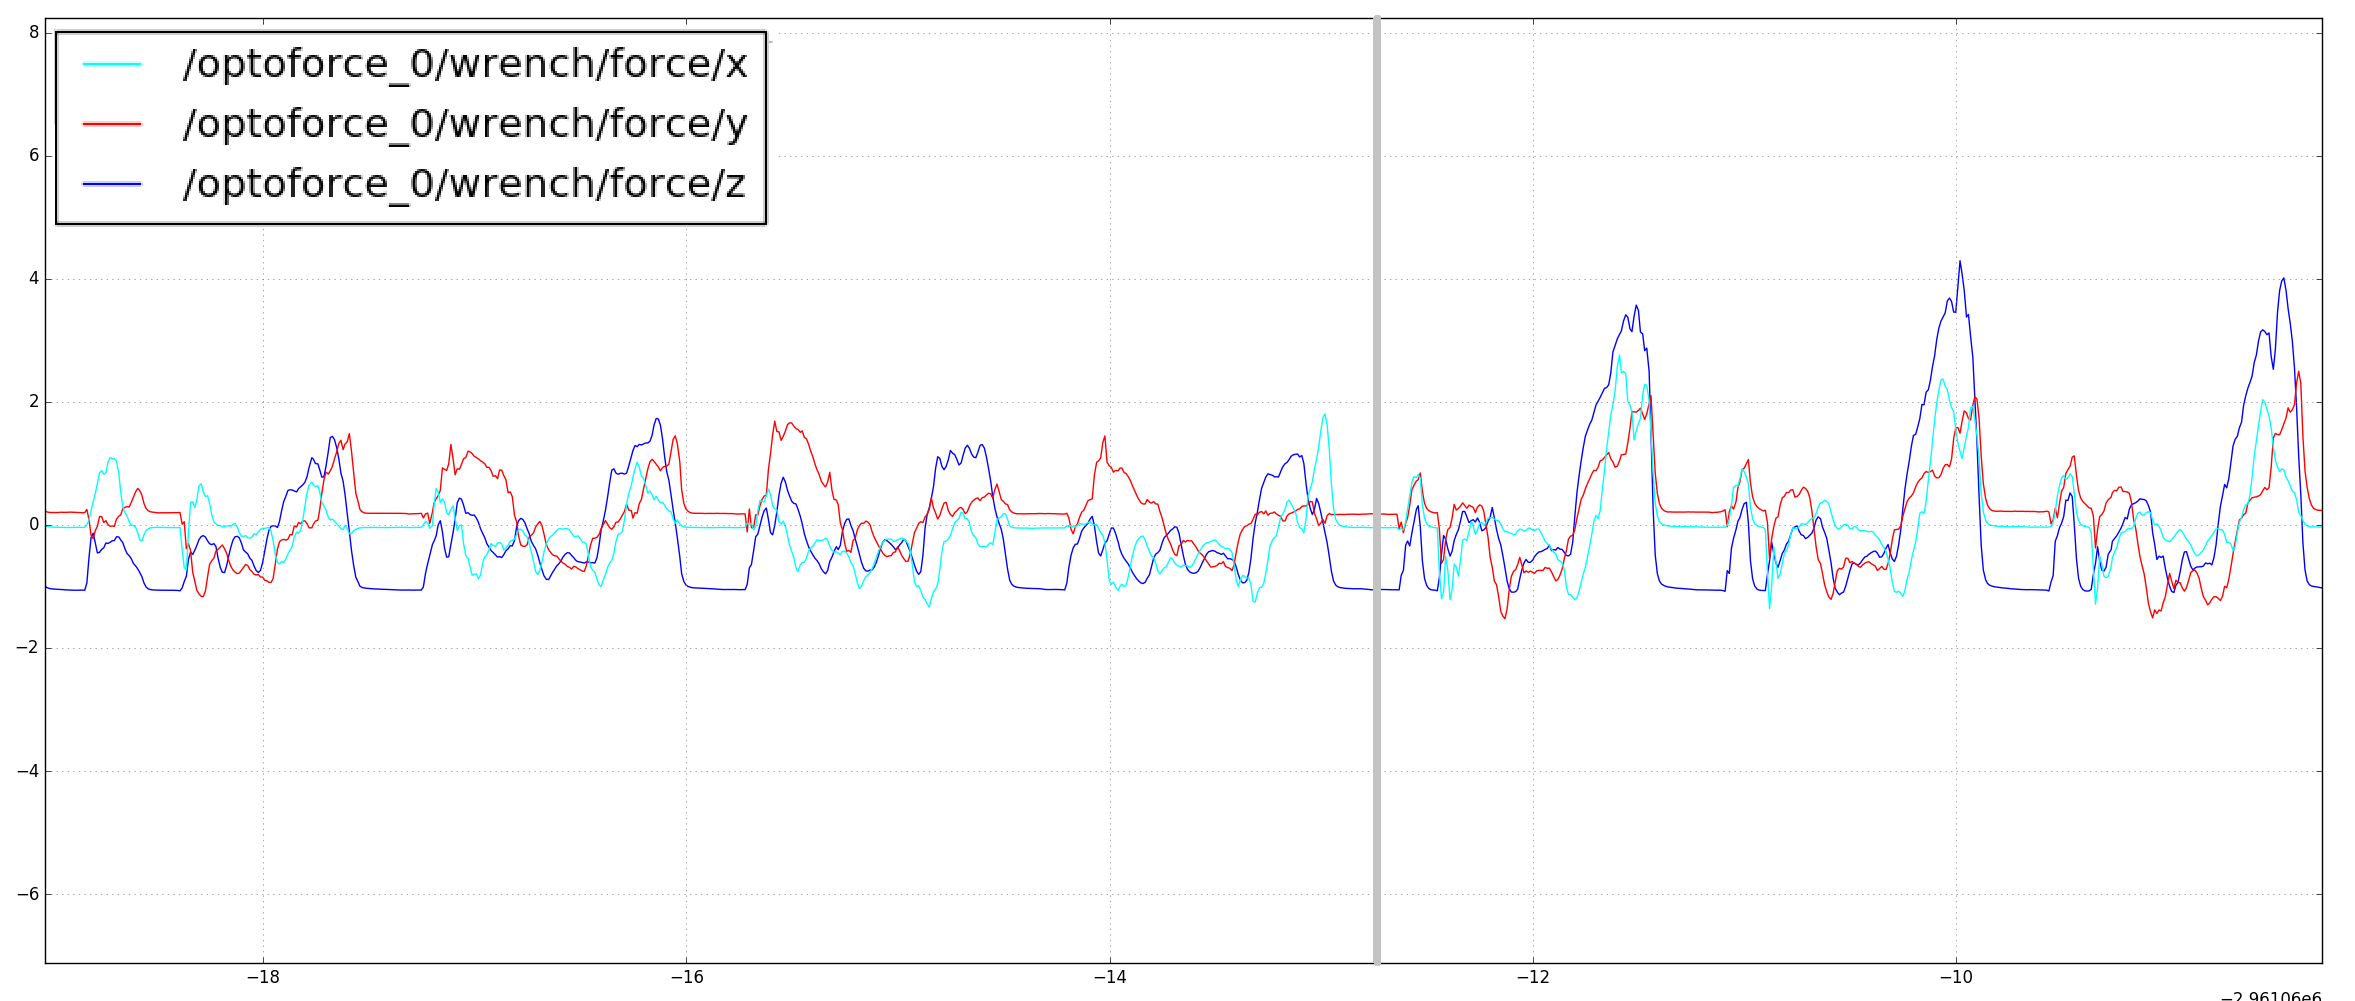 8
6
4
2
0
−2
−4
−6
/optoforce_0/wrench/force/x
/optoforce_0/wrench/force/y
/optoforce_0/wrench/force/z
−18 −16 −14 −12 −10
−2.96106e6